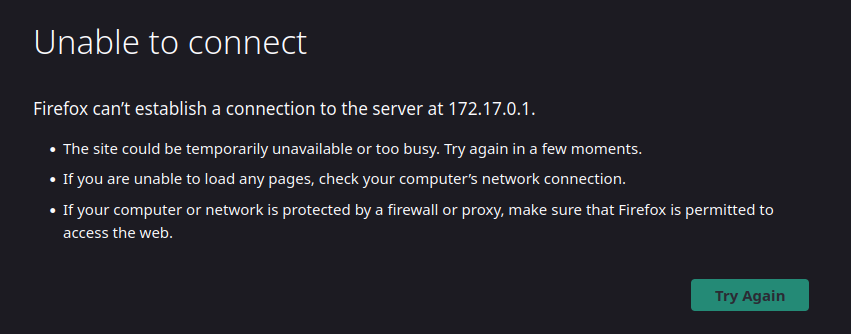 Unable to connect
Firefox can’t establish a connection to the server at 172.17.0.1.
• The site could be temporarily unavailable or too busy. Try again in a few moments.
• If you are unable to load any pages, check your computer’s network connection.
• If your computer or network is protected by a firewall or proxy, make sure that Firefox is permitted to
access the web.
Try Again